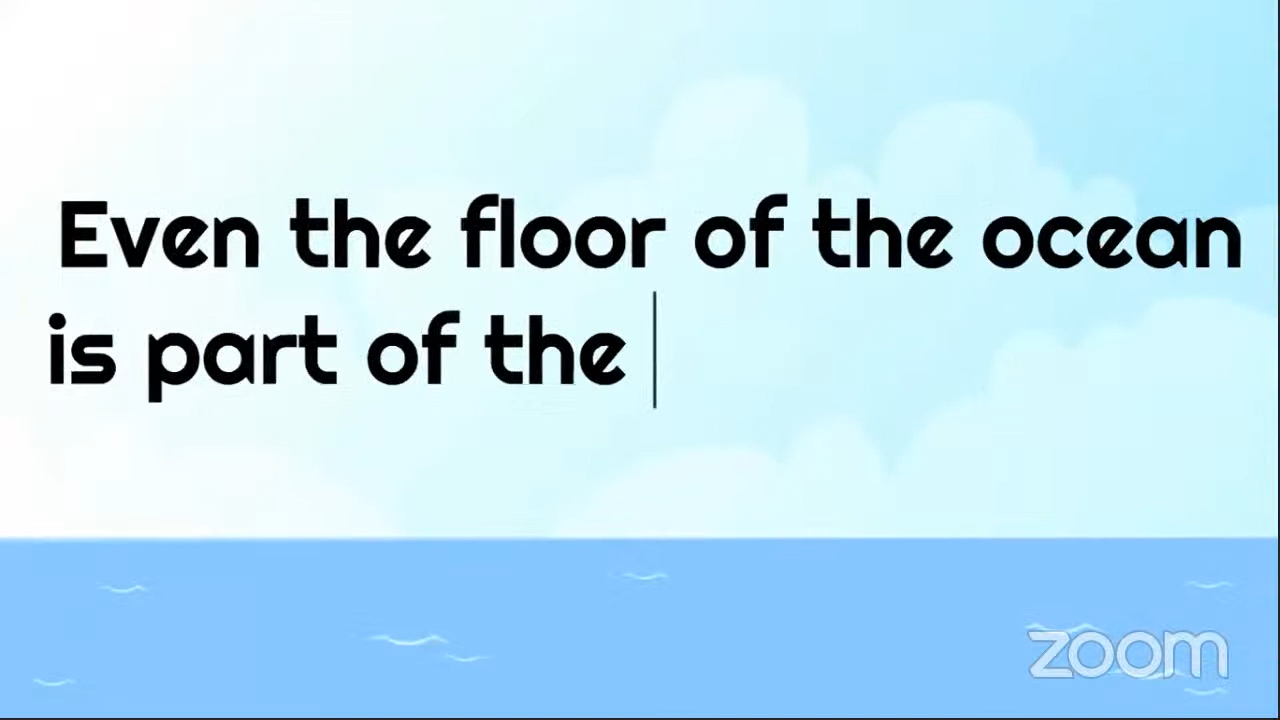 Even the floor of the ocean
is part of the
zoom